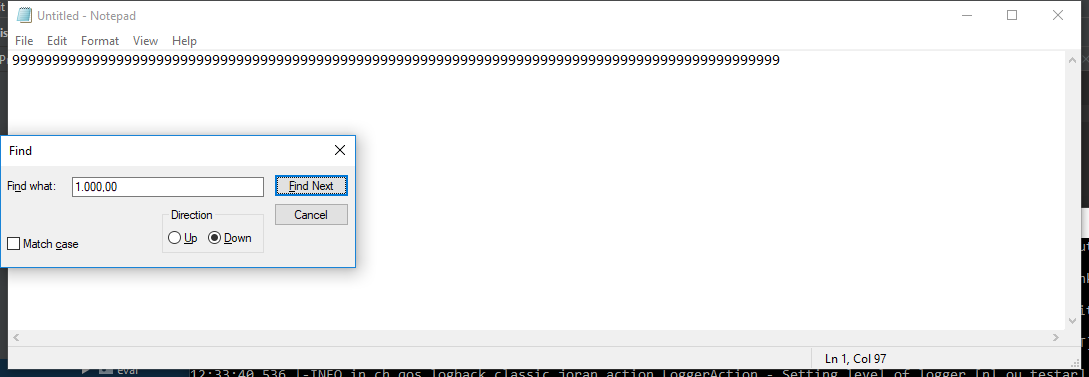 Untitled - Notepad
File Edit Format View Help
999999999999999999999999999999999999999999999999999999999999999999999999999999999999999999999999
Find
Find what: 1.000,00 Find Next
Direction Cancel
Up Down
Match case
Ln 1, Col 97
eval
12:33:40,536 |-INFO in ch.qos.logback.classic.joran.action.LoggerAction - Setting level of logger [nl.ou.testar